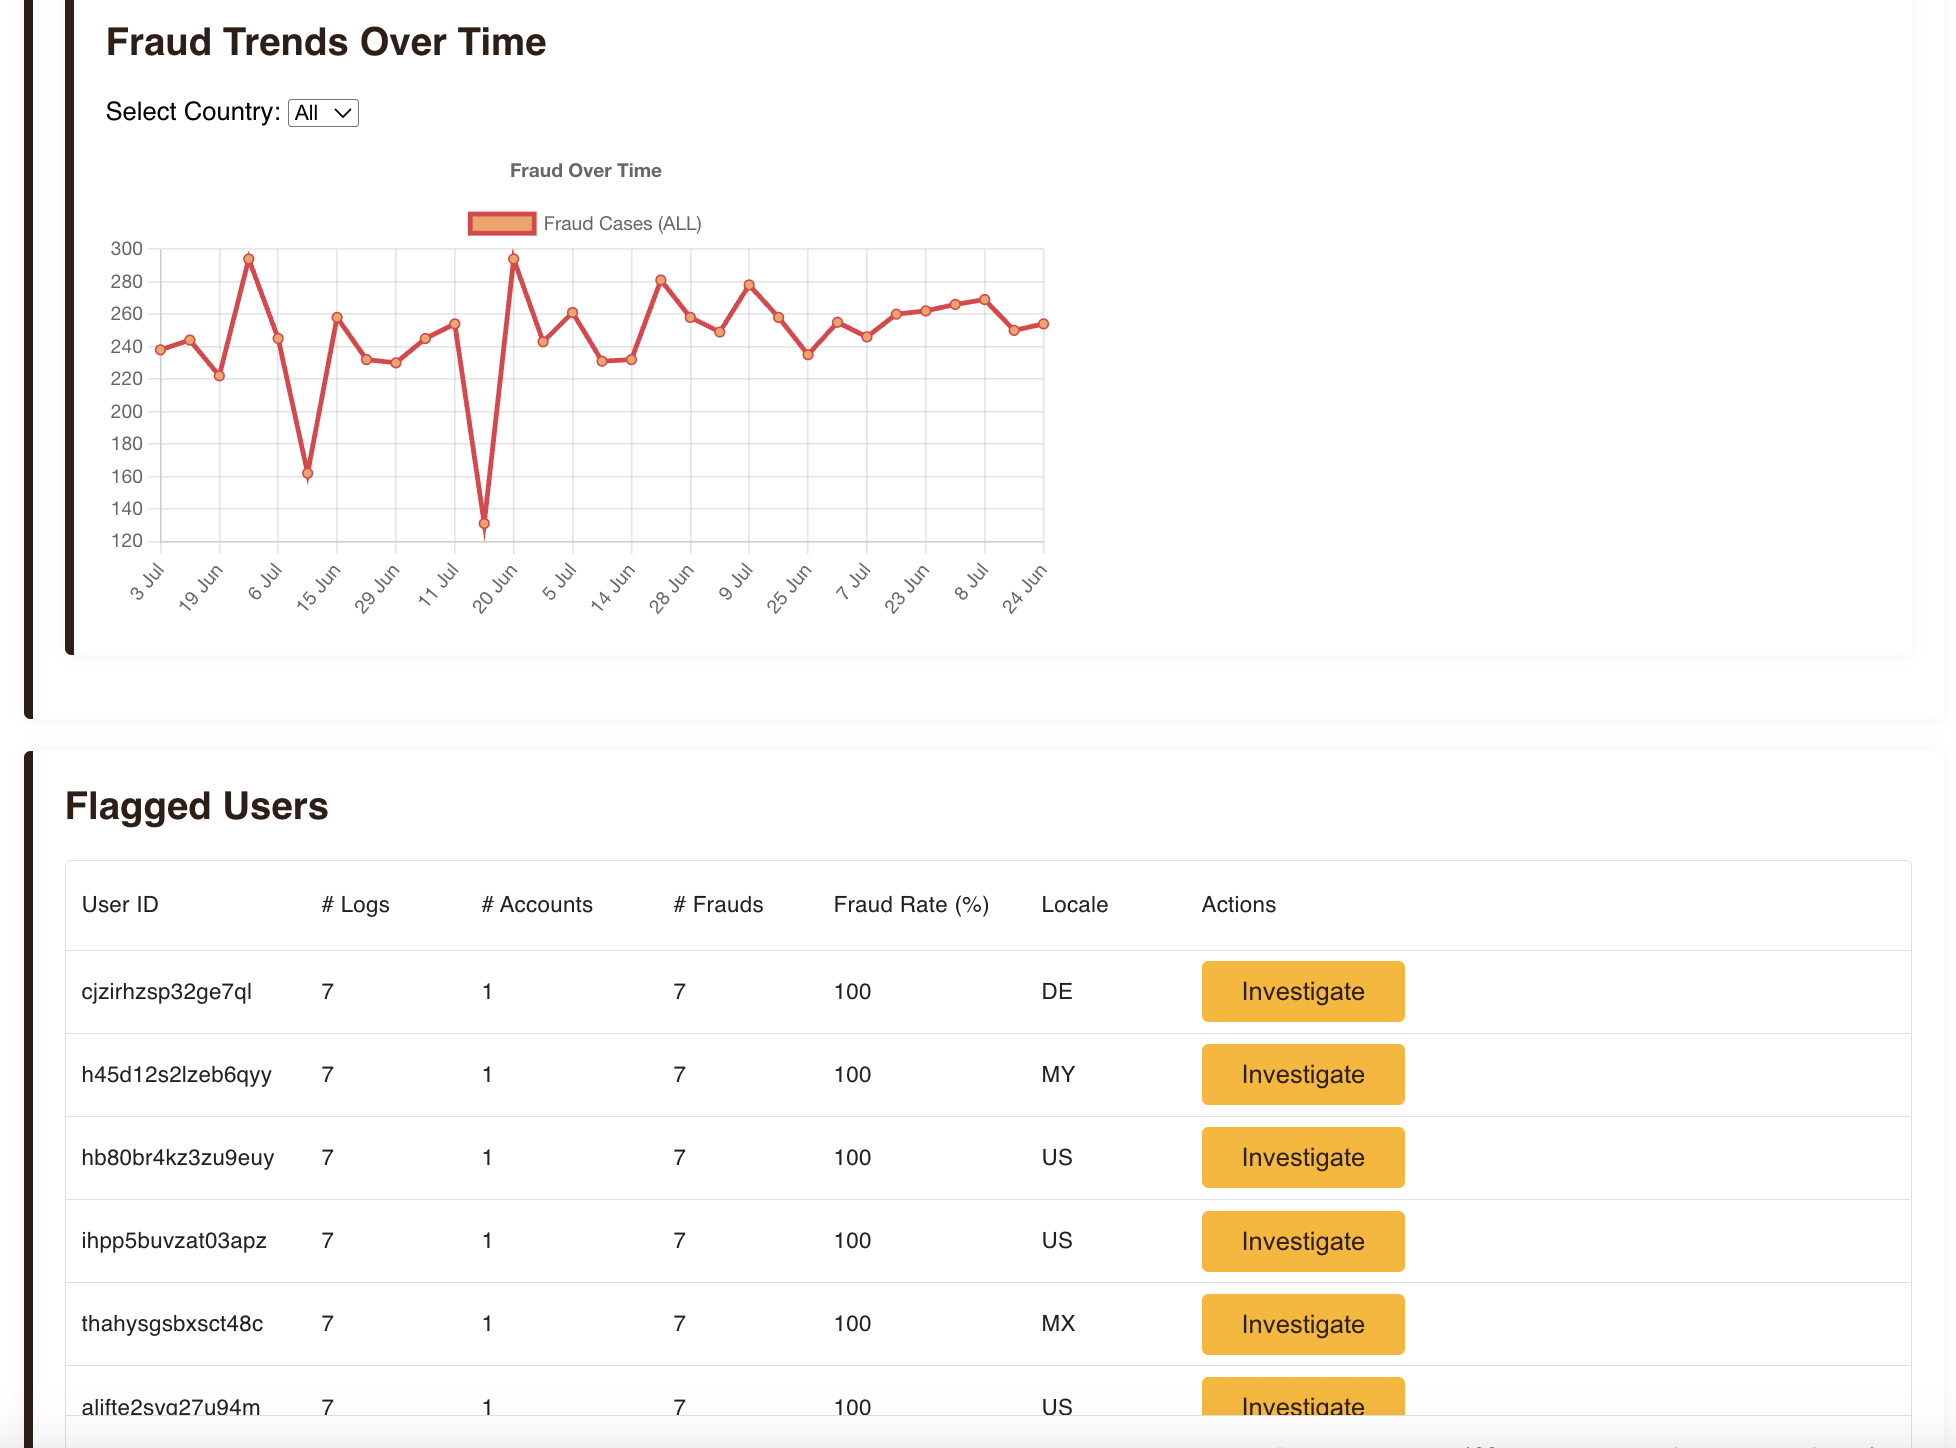 Fraud Trends Over Time
Select Country: All
Fraud Over Time
Fraud Cases (ALL)
300
280
260
240
220
200
180
160
140
120
3 Jul 19 Jun 6 Jul 15 Jun 29 Jun 11 Jul 20 Jun 5 Jul 14 Jun 28 Jun 9 Jul 25 Jun 7 Jul 23 Jun 8 Jul 24 Jun
Flagged Users
User ID # Logs # Accounts # Frauds Fraud Rate (%) Locale Actions
cjzirhzsp32ge7ql 7 1 7 100 DE Investigate
h45d12s2lzeb6qyy 7 1 7 100 MY Investigate
hb80br4kz3zu9euy 7 1 7 100 US Investigate
ihpp5buvzat03apz 7 1 7 100 US Investigate
thahysgsbxsct48c 7 1 7 100 MX Investigate
7 1 7 100 US Investigate